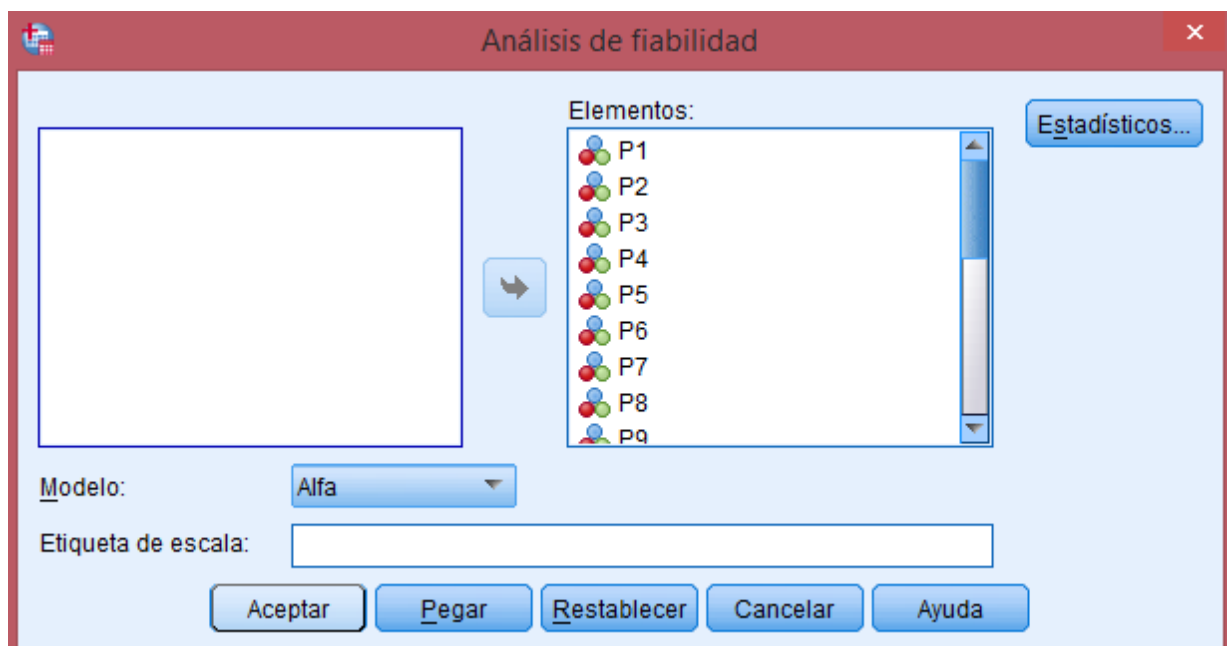 Análisis de fiabilidad
Elementos:
Estadísticos...
P1
P2
P3
P4
P5
P6
P7
P8
P9
Modelo:
Alfa
Etiqueta de escala:
Aceptar
Pegar
Restablecer
Cancelar
Ayuda